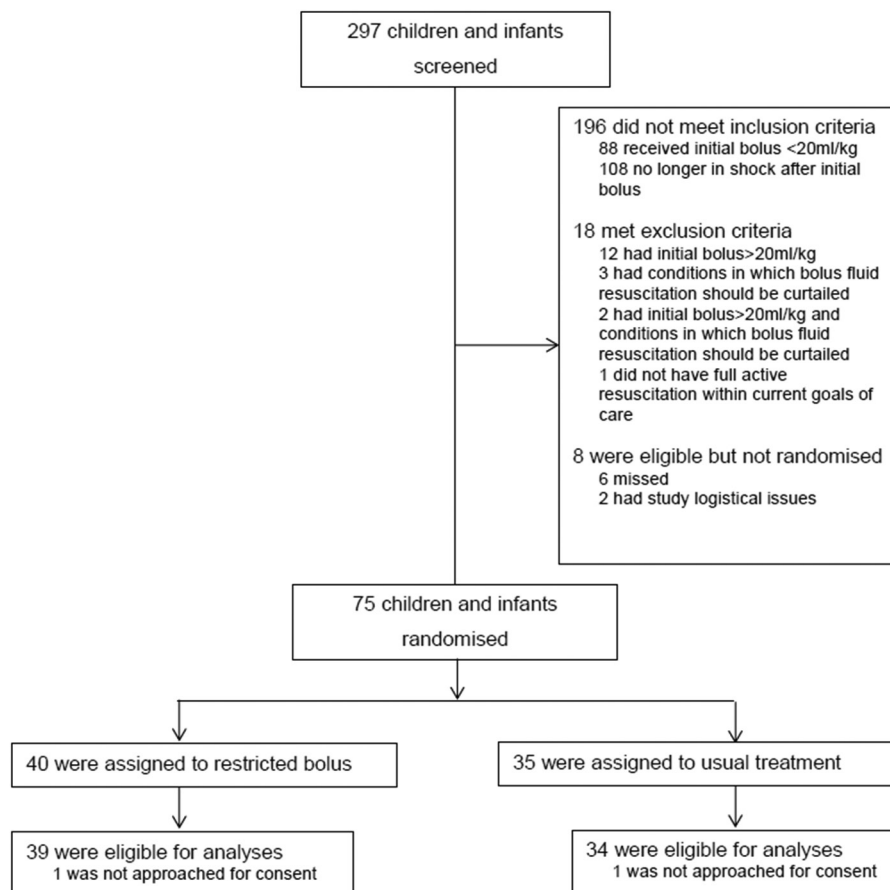 297 children and infants
screened
196 did not meet inclusion criteria
88 received initial bolus <20ml/kg
108 no longer in shock after initial
bolus
18 met exclusion criteria
12 had initial bolus>20ml/kg
3 had conditions in which bolus fluid
resuscitation should be curtailed
2 had initial bolus>20ml/kg and
conditions in which bolus fluid
resuscitation should be curtailed
1 did not have full active
resuscitation within current goals of
care
8 were eligible but not randomised
6 missed
2 had study logistical issues
75 children and infants
randomised
40 were assigned to restricted bolus
35 were assigned to usual treatment
39 were eligible for analyses
1 was not approached for consent
34 were eligible for analyses
1 was not approached for consent